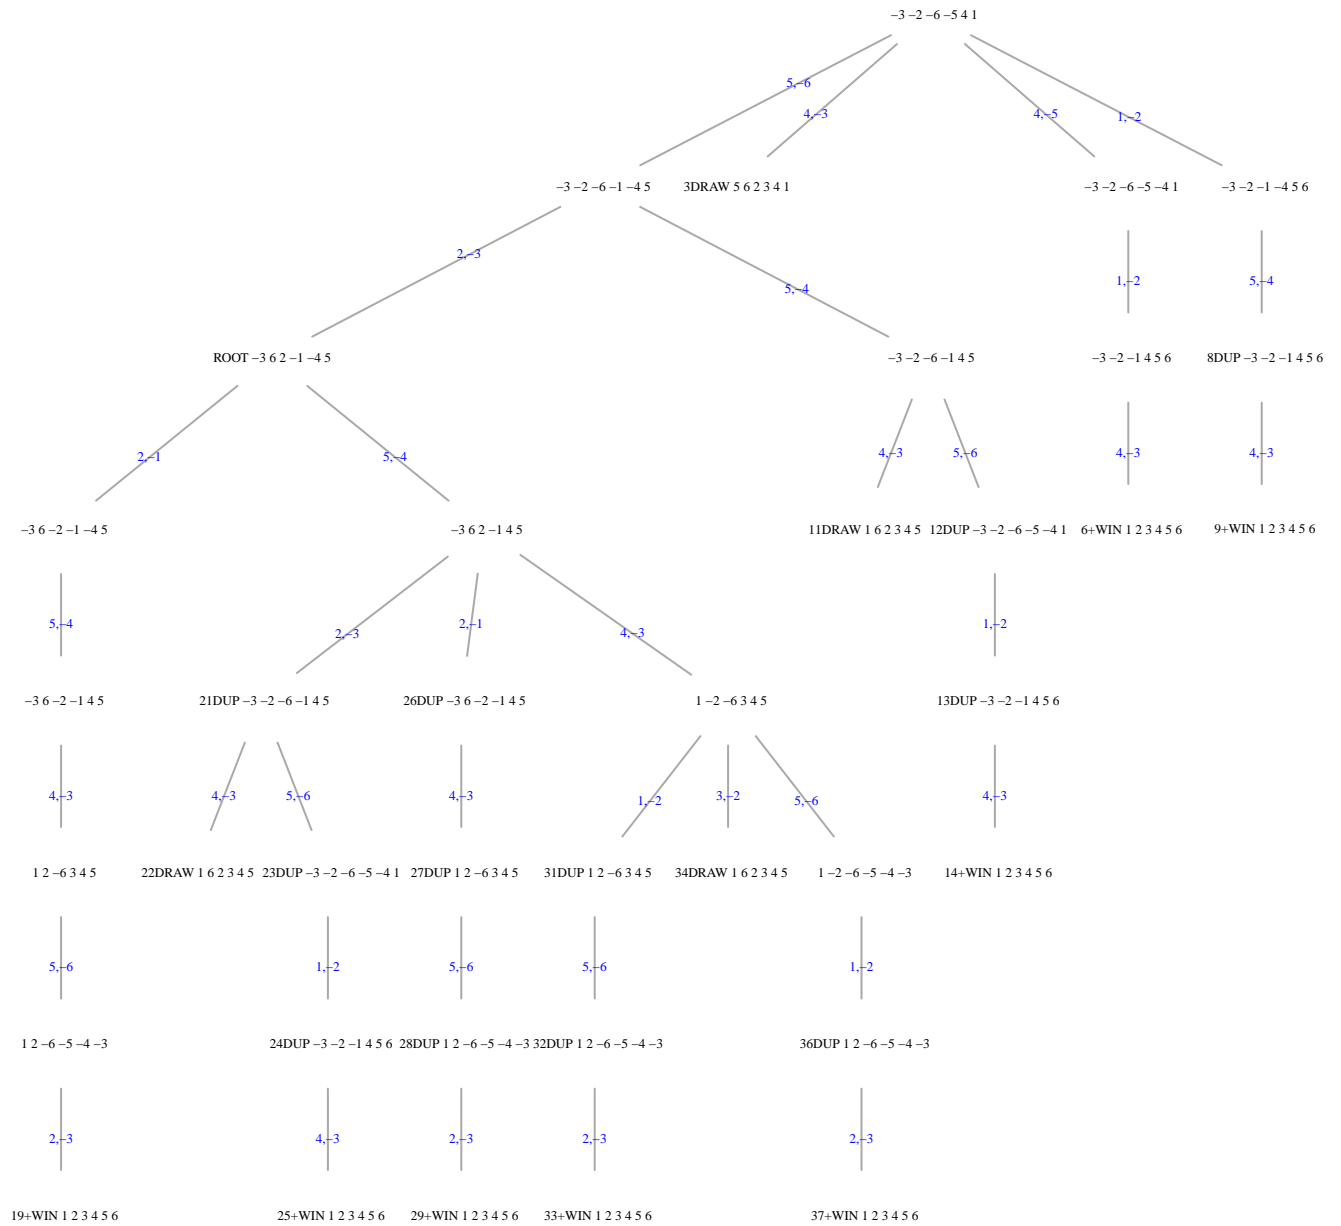 −3 −2 −6 −5 4 1
5,−6
4,−3
4,−5
1,−2
−3 −2 −6 −1 −4 5
3DRAW 5 6 2 3 4 1
−3 −2 −6 −5 −4 1
−3 −2 −1 −4 5 6
2,−3
5,−4
1,−2
5,−4
ROOT −3 6 2 −1 −4 5
−3 −2 −6 −1 4 5
−3 −2 −1 4 5 6
8DUP −3 −2 −1 4 5 6
2,−1
5,−4
4,−3
5,−6
4,−3
4,−3
−3 6 −2 −1 −4 5
−3 6 2 −1 4 5
11DRAW 1 6 2 3 4 5
12DUP −3 −2 −6 −5 −4 1
6+WIN 1 2 3 4 5 6
9+WIN 1 2 3 4 5 6
5,−4
2,−3
2,−1
4,−3
1,−2
−3 6 −2 −1 4 5
21DUP −3 −2 −6 −1 4 5
26DUP −3 6 −2 −1 4 5
1 −2 −6 3 4 5
13DUP −3 −2 −1 4 5 6
4,−3
4,−3
5,−6
4,−3
1,−2
3,−2
5,−6
4,−3
1 2 −6 3 4 5
22DRAW 1 6 2 3 4 5
23DUP −3 −2 −6 −5 −4 1
27DUP 1 2 −6 3 4 5
31DUP 1 2 −6 3 4 5
34DRAW 1 6 2 3 4 5
1 −2 −6 −5 −4 −3
14+WIN 1 2 3 4 5 6
5,−6
1,−2
5,−6
5,−6
1,−2
1 2 −6 −5 −4 −3
24DUP −3 −2 −1 4 5 6
28DUP 1 2 −6 −5 −4 −3
32DUP 1 2 −6 −5 −4 −3
36DUP 1 2 −6 −5 −4 −3
2,−3
4,−3
2,−3
2,−3
2,−3
19+WIN 1 2 3 4 5 6
25+WIN 1 2 3 4 5 6
29+WIN 1 2 3 4 5 6
33+WIN 1 2 3 4 5 6
37+WIN 1 2 3 4 5 6